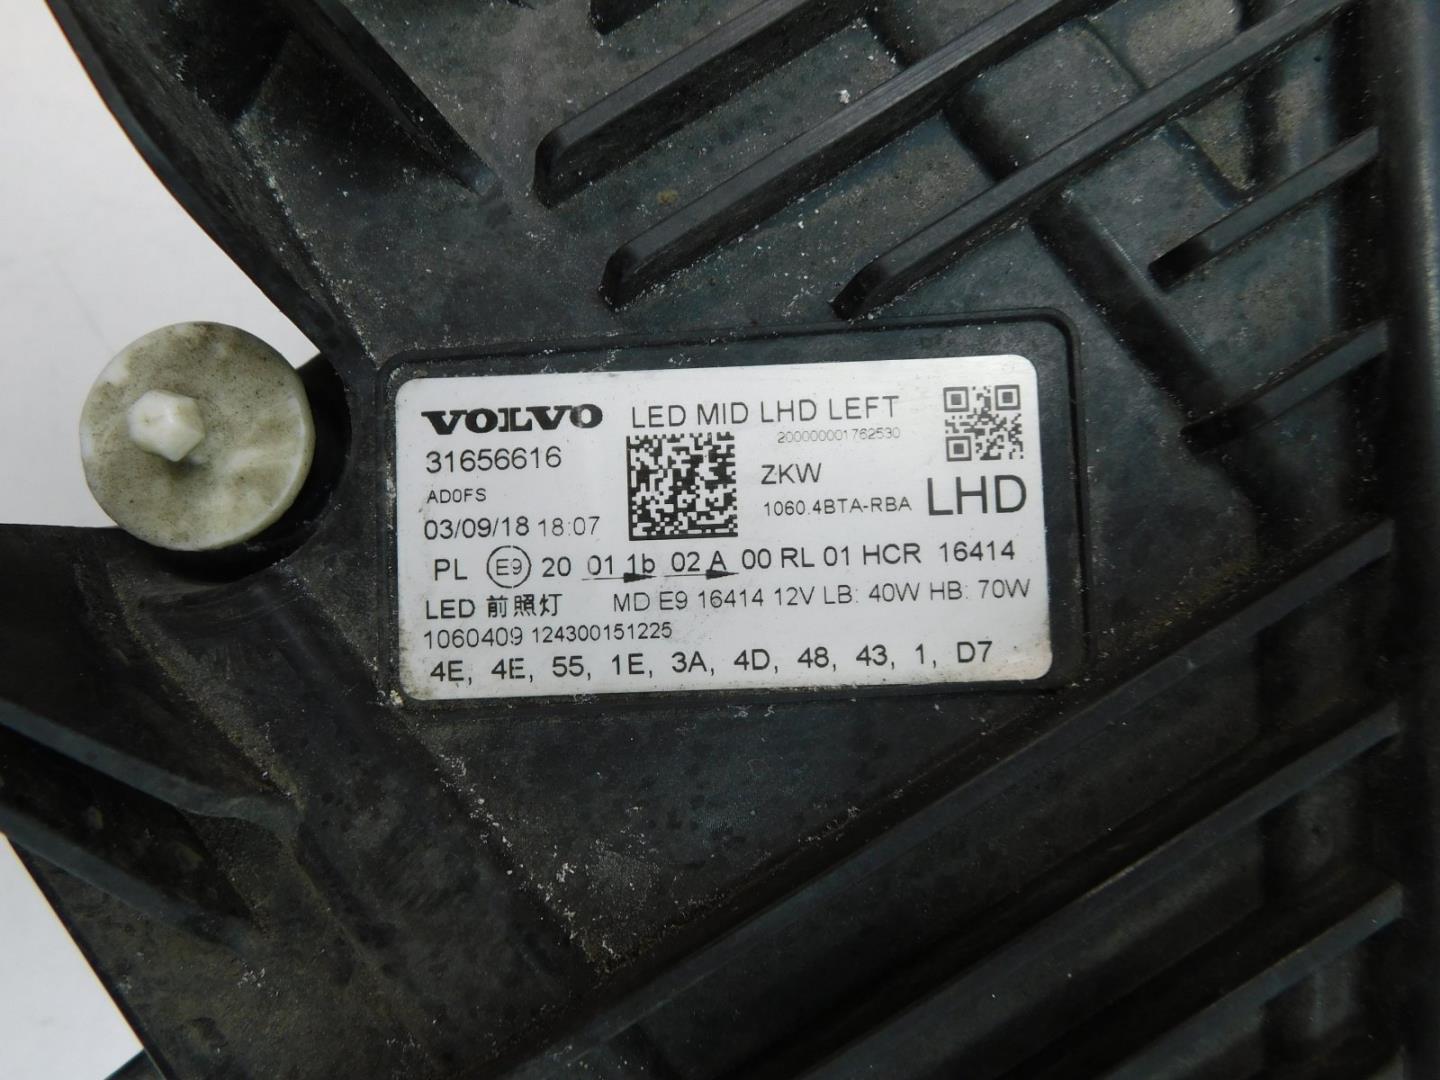 VOLVO LED MID LHD LEFT
200000001762530
31656616
ZKW
AD0FS
1060.4BTA-RBA LHD
03/09/18 18:07
PL E9 20 01 1b 02 A 00 RL 01 HCR 16414
LED 前照灯 MD E9 16414 12V LB: 40W HB: 70W
1060409 124300151225
4E, 4E, 55, 1E, 3A, 4D, 48, 43, 1, D7